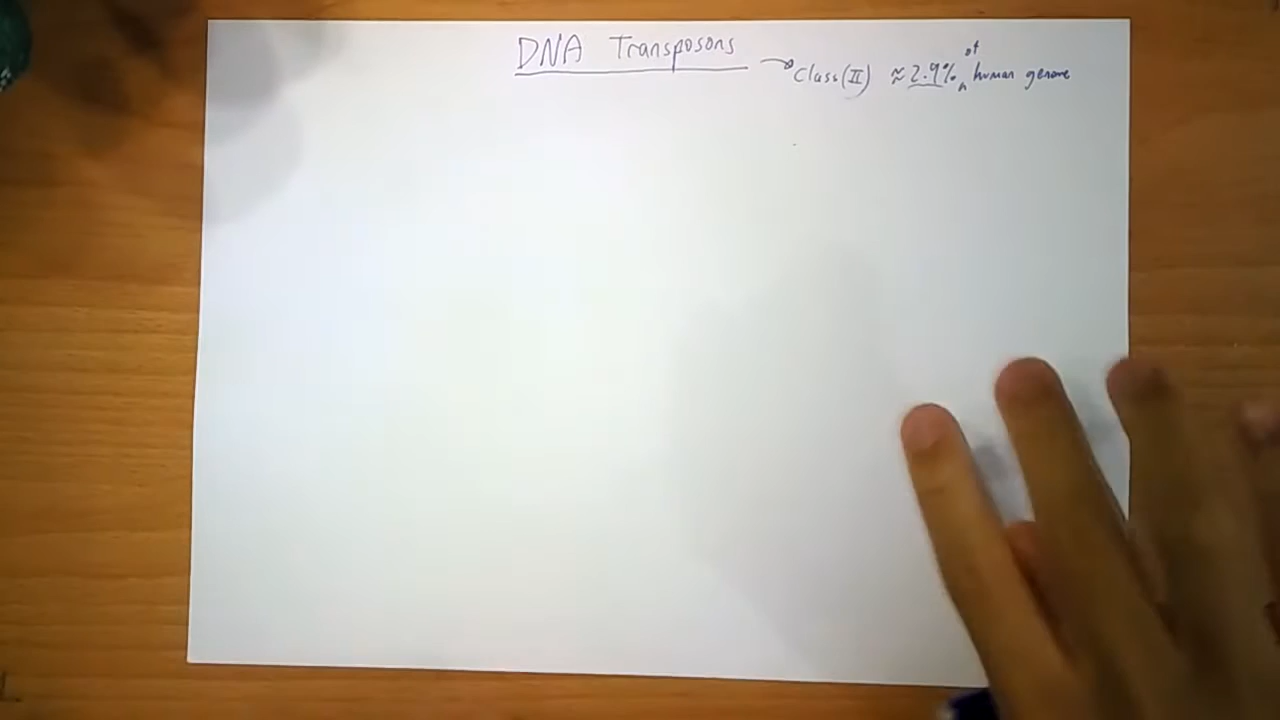 DNA Transposons
Class(II) ≈ 2.9% of human genome